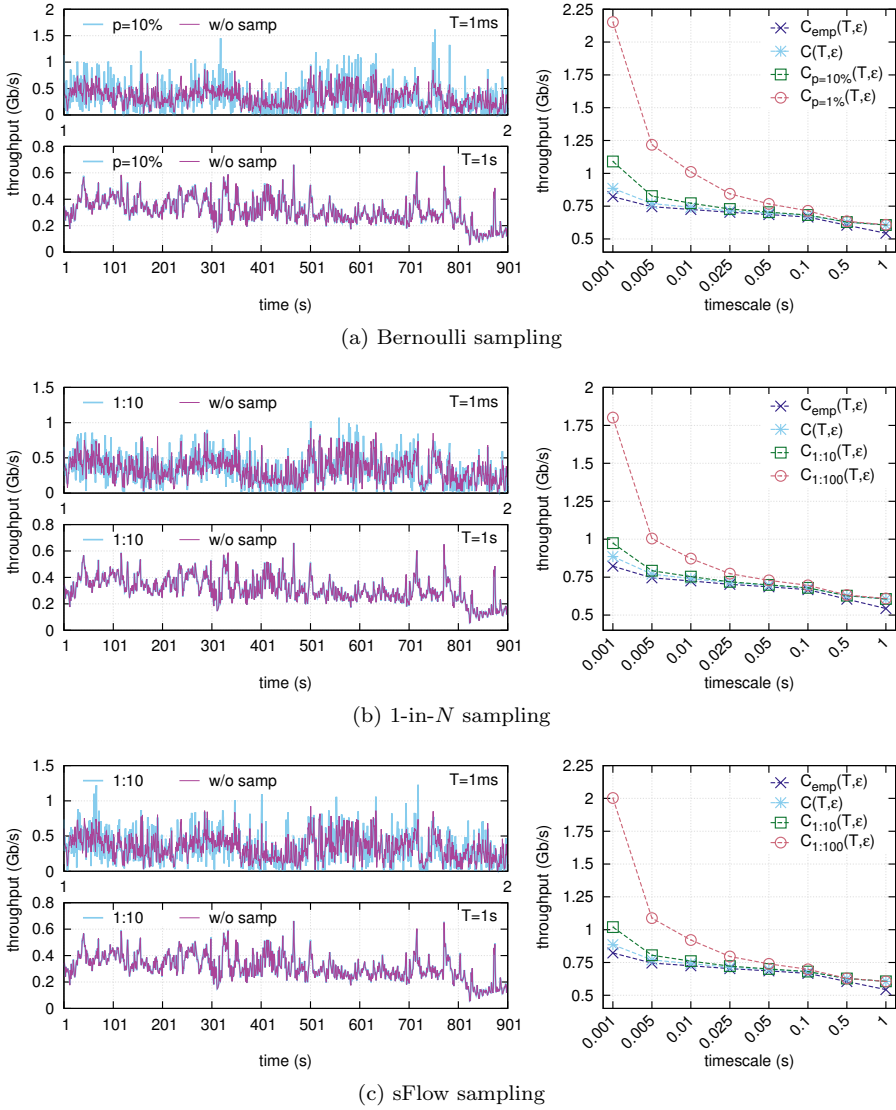 2
1.5
1
0.5
0
p=10% w/o samp T=1ms
1 2
0.8
0.6
0.4
0.2
0
p=10% w/o samp T=1s
1 101 201 301 401 501 601 701 801 901
throughput (Gb/s)
time (s)
2.25
2
1.75
1.5
1.25
1
0.75
0.5
throughput (Gb/s)
C_emp(T,ε)
C(T,ε)
C_p=10%(T,ε)
C_p=1%(T,ε)
0.001 0.005 0.01 0.025 0.05 0.1 0.5 1
timescale (s)
(a) Bernoulli sampling
1.5
1
0.5
0
1:10 w/o samp T=1ms
1 2
0.8
0.6
0.4
0.2
0
1:10 w/o samp T=1s
1 101 201 301 401 501 601 701 801 901
throughput (Gb/s)
time (s)
2
1.75
1.5
1.25
1
0.75
0.5
throughput (Gb/s)
C_emp(T,ε)
C(T,ε)
C_1:10(T,ε)
C_1:100(T,ε)
0.001 0.005 0.01 0.025 0.05 0.1 0.5 1
timescale (s)
(b) 1-in-N sampling
1.5
1
0.5
0
1:10 w/o samp T=1ms
1 2
0.8
0.6
0.4
0.2
0
1:10 w/o samp T=1s
1 101 201 301 401 501 601 701 801 901
throughput (Gb/s)
time (s)
2.25
2
1.75
1.5
1.25
1
0.75
0.5
throughput (Gb/s)
C_emp(T,ε)
C(T,ε)
C_1:10(T,ε)
C_1:100(T,ε)
0.001 0.005 0.01 0.025 0.05 0.1 0.5 1
timescale (s)
(c) sFlow sampling